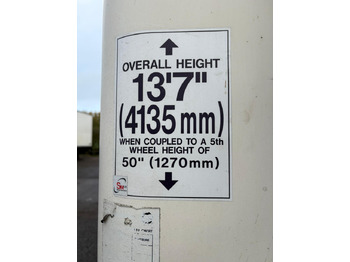 OVERALL HEIGHT
13'7"
(4135mm)
WHEN COUPLED TO A 5th
WHEEL HEIGHT OF
50" (1270mm)